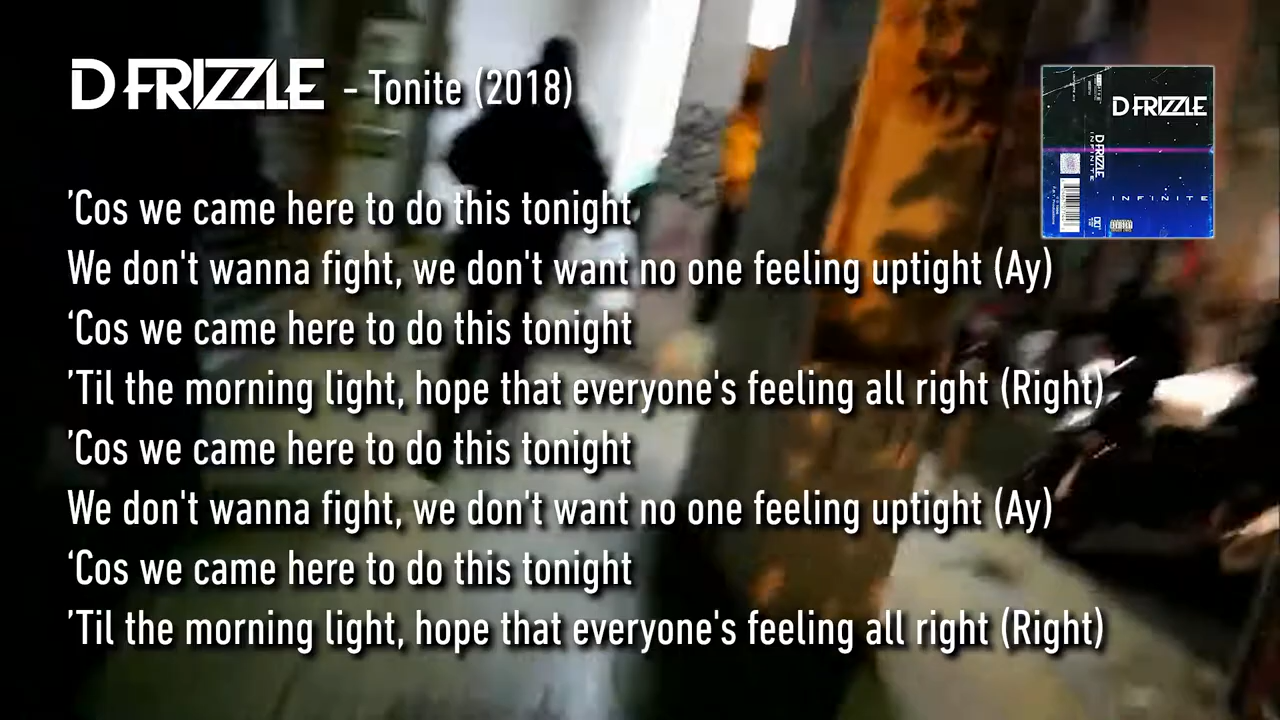 D FRIZZLE - Tonite (2018)
D FRIZZLE
D FRIZZLE
INFINITE
INFINITE
’Cos we came here to do this tonight
We don't wanna fight, we don't want no one feeling uptight (Ay)
‘Cos we came here to do this tonight
’Til the morning light, hope that everyone's feeling all right (Right)
’Cos we came here to do this tonight
We don't wanna fight, we don't want no one feeling uptight (Ay)
‘Cos we came here to do this tonight
’Til the morning light, hope that everyone's feeling all right (Right)